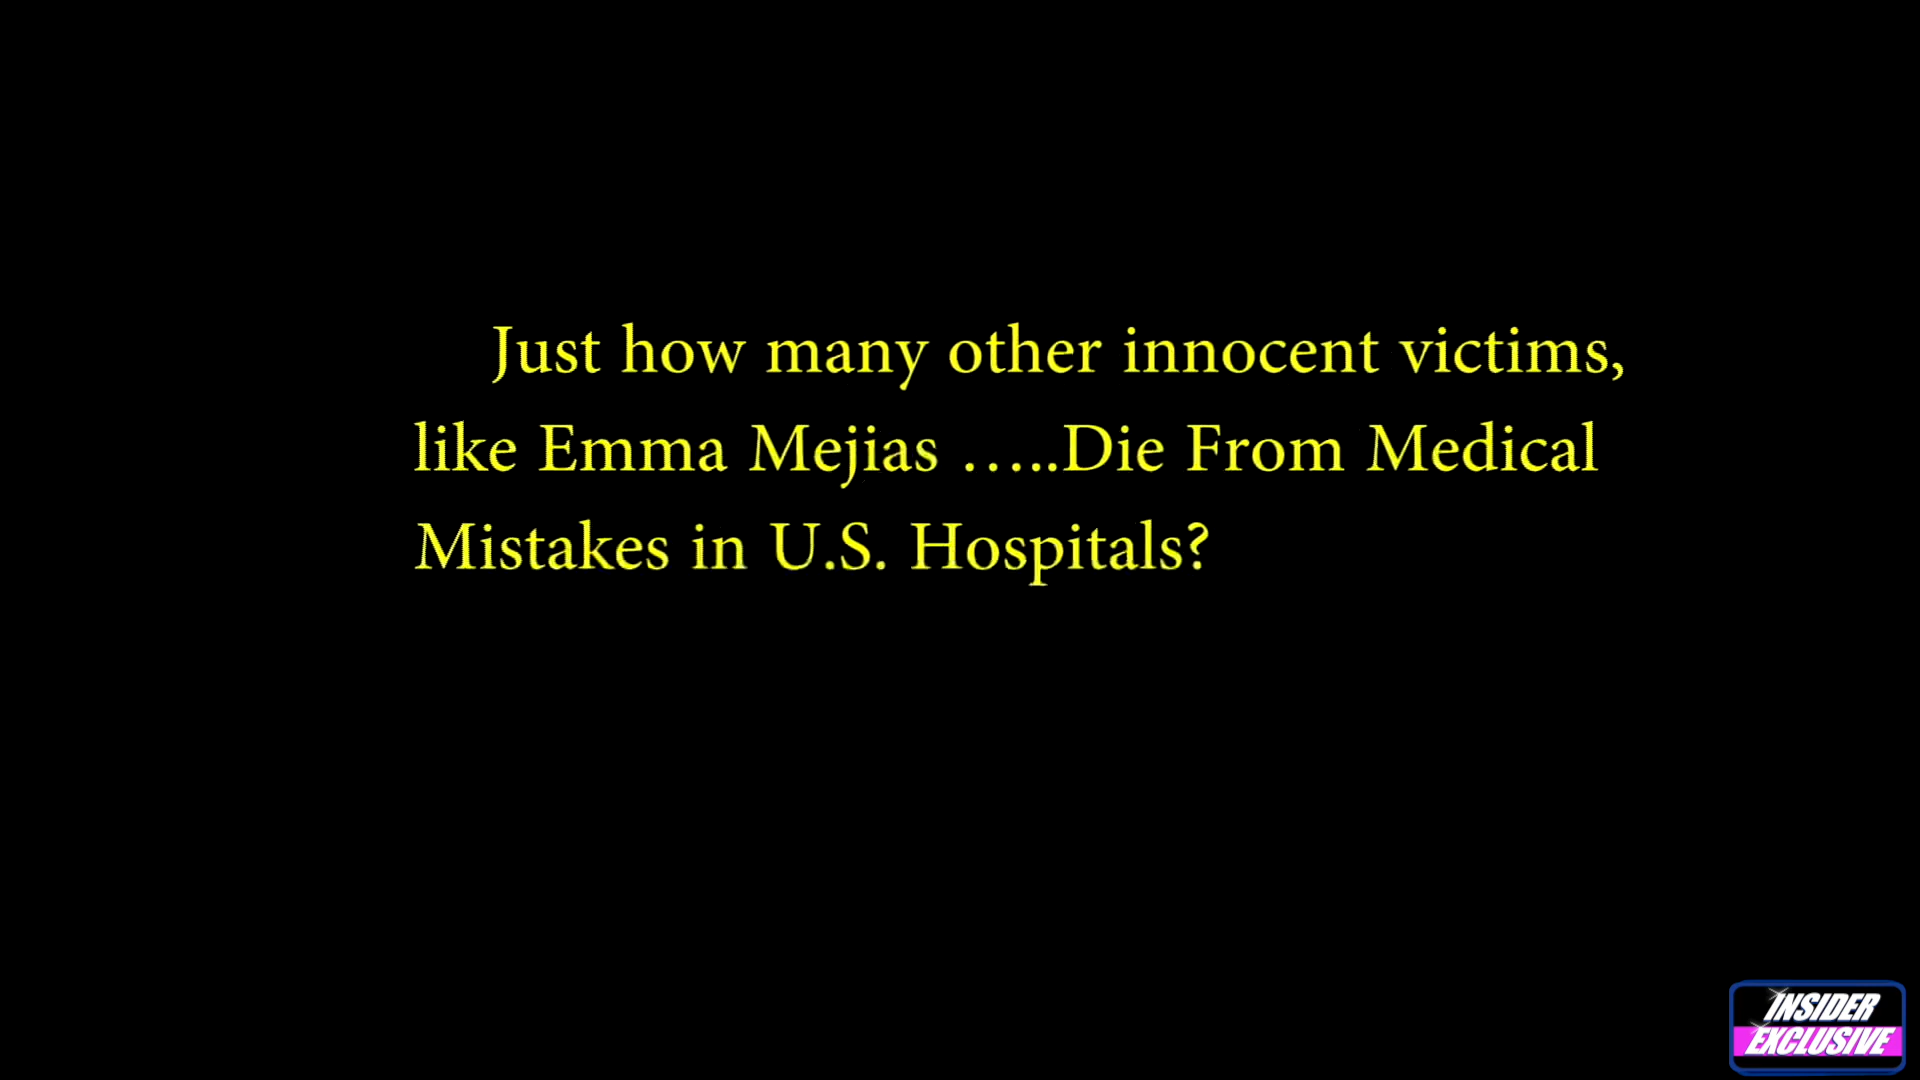 Just how many other innocent victims,
like Emma Mejias …..Die From Medical
Mistakes in U.S. Hospitals?
INSIDER
EXCLUSIVE